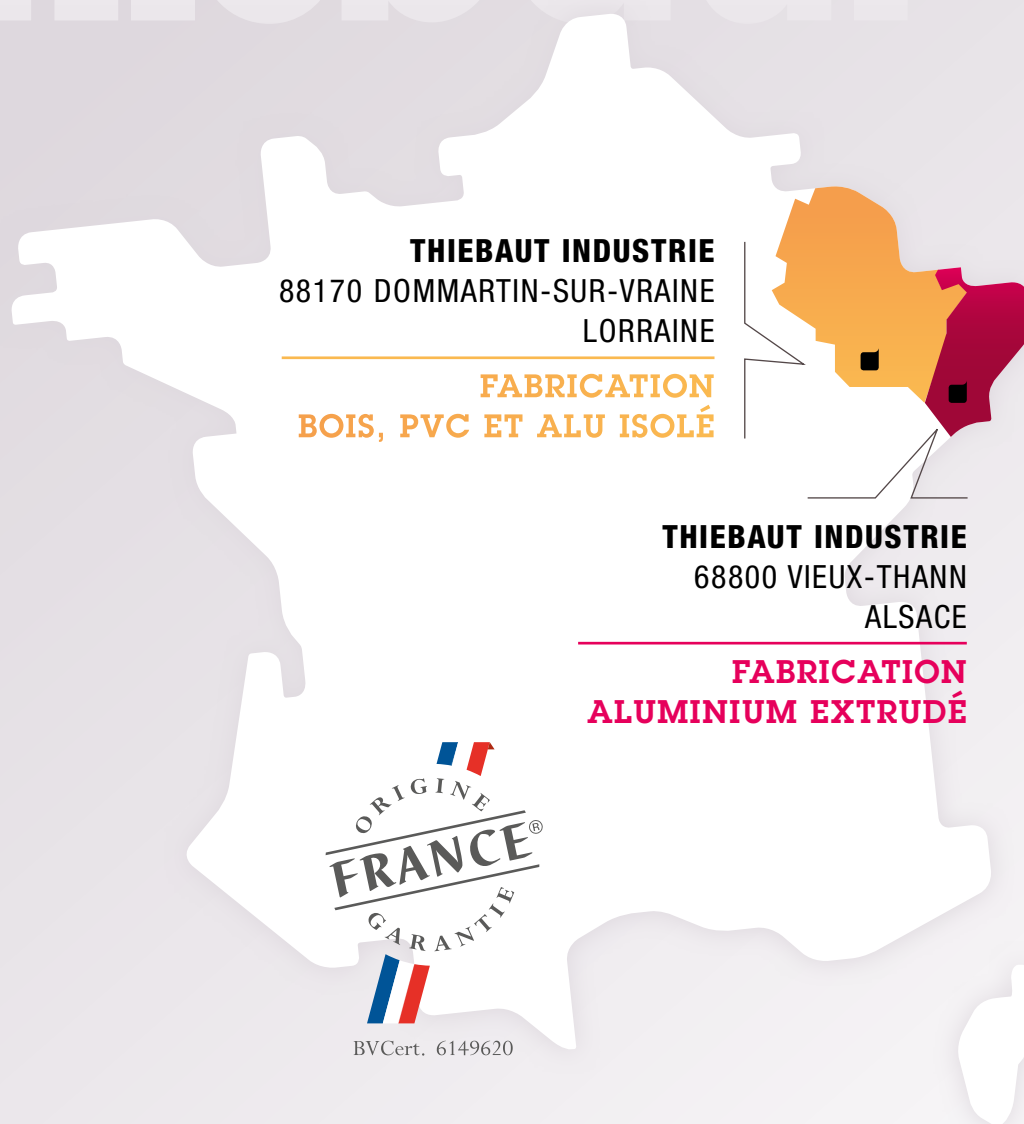 THIEBAUT INDUSTRIE
88170 DOMMARTIN-SUR-VRAINE
LORRAINE
FABRICATION
BOIS, PVC ET ALU ISOLÉ
THIEBAUT INDUSTRIE
68800 VIEUX-THANN
ALSACE
FABRICATION
ALUMINIUM EXTRUDÉ
ORIGINE
FRANCE®
GARANTIE
BVCert. 6149620